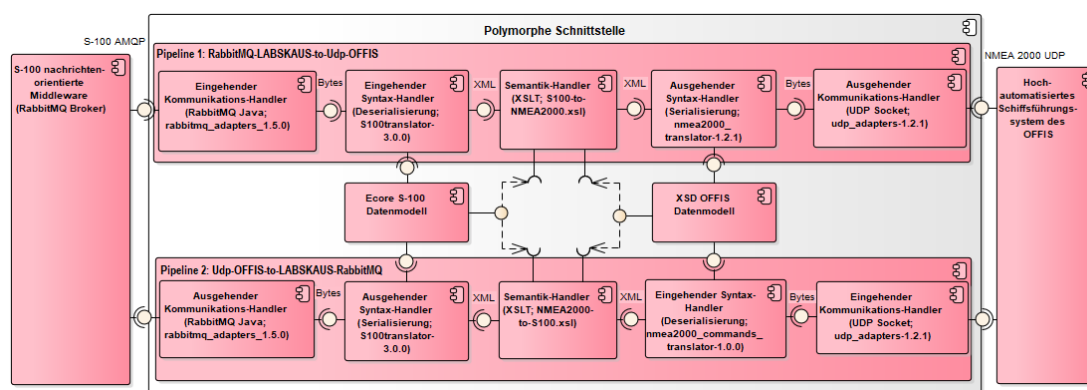 Polymorphe Schnittstelle
S-100 AMQP
Pipeline 1: RabbitMQ-LABSKAUS-to-Udp-OFFIS
NMEA 2000 UDP
S-100 nachrichten-
orientierte
Middleware
(RabbitMQ Broker)
Eingehender
Kommunikations-Handler
(RabbitMQ Java;
rabbitmq_adapters_1.5.0)
Bytes
Eingehender
Syntax-Handler
(Deserialisierung;
S100translator-
3.0.0)
XML
Semantik-Handler
(XSLT; S100-to-
NMEA2000.xsl)
XML
Ausgehender
Syntax-Handler
(Serialisierung;
nmea2000_
translator-1.2.1)
Bytes
Ausgehender
Kommunikations-Handler
(UDP Socket;
udp_adapters-1.2.1)
Hoch-
automatisiertes
Schiffsführungs-
system des
OFFIS
Ecore S-100
Datenmodell
XSD OFFIS
Datenmodell
Pipeline 2: Udp-OFFIS-to-LABSKAUS-RabbitMQ
Ausgehender
Kommunikations-Handler
(RabbitMQ Java;
rabbitmq_adapters_1.5.0)
Bytes
Ausgehender
Syntax-Handler
(Serialisierung;
S100translator-
3.0.0)
XML
Semantik-Handler
(XSLT; NMEA2000-
to-S100.xsl)
XML
Eingehender Syntax-
Handler
(Deserialisierung;
nmea2000_commands_
translator-1.0.0)
Bytes
Eingehender
Kommunikations-Handler
(UDP Socket;
udp_adapters-1.2.1)